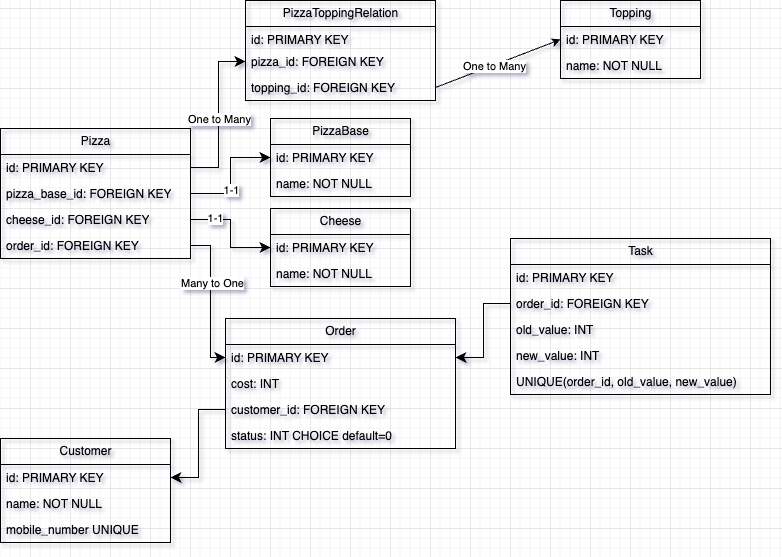 PizzaToppingRelation
id: PRIMARY KEY
pizza_id: FOREIGN KEY
topping_id: FOREIGN KEY
Topping
id: PRIMARY KEY
name: NOT NULL
One to Many
One to Many
Pizza
id: PRIMARY KEY
pizza_base_id: FOREIGN KEY
cheese_id: FOREIGN KEY
order_id: FOREIGN KEY
PizzaBase
id: PRIMARY KEY
name: NOT NULL
1-1
1-1
Cheese
id: PRIMARY KEY
name: NOT NULL
Many to One
Task
id: PRIMARY KEY
order_id: FOREIGN KEY
old_value: INT
new_value: INT
UNIQUE(order_id, old_value, new_value)
Order
id: PRIMARY KEY
cost: INT
customer_id: FOREIGN KEY
status: INT CHOICE default=0
Customer
id: PRIMARY KEY
name: NOT NULL
mobile_number UNIQUE